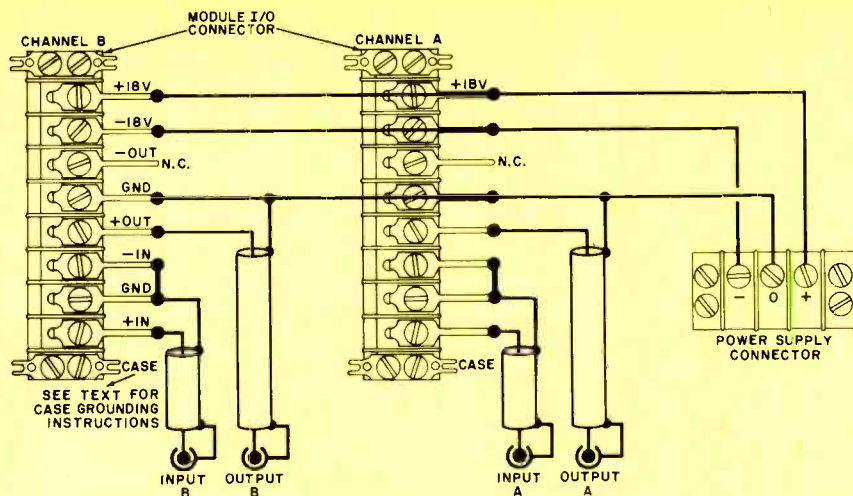 MODULE I/O
CONNECTOR
CHANNEL B
CHANNEL A
+18V
+18V
-18V
-OUT
N.C.
N.C.
GND
+OUT
-IN
GND
+IN
- O +
POWER SUPPLY
CONNECTOR
CASE
CASE
SEE TEXT FOR
CASE GROUNDING
INSTRUCTIONS
INPUT
B
OUTPUT
B
INPUT
A
OUTPUT
A